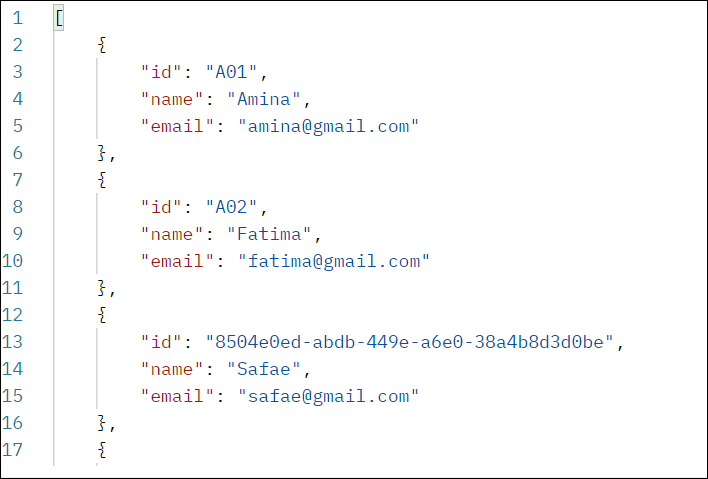 1 [
2 {
3 "id": "A01",
4 "name": "Amina",
5 "email": "amina@gmail.com"
6 },
7 {
8 "id": "A02",
9 "name": "Fatima",
10 "email": "fatima@gmail.com"
11 },
12 {
13 "id": "8504e0ed-abdb-449e-a6e0-38a4b8d3d0be",
14 "name": "Safae",
15 "email": "safae@gmail.com"
16 },
17 {